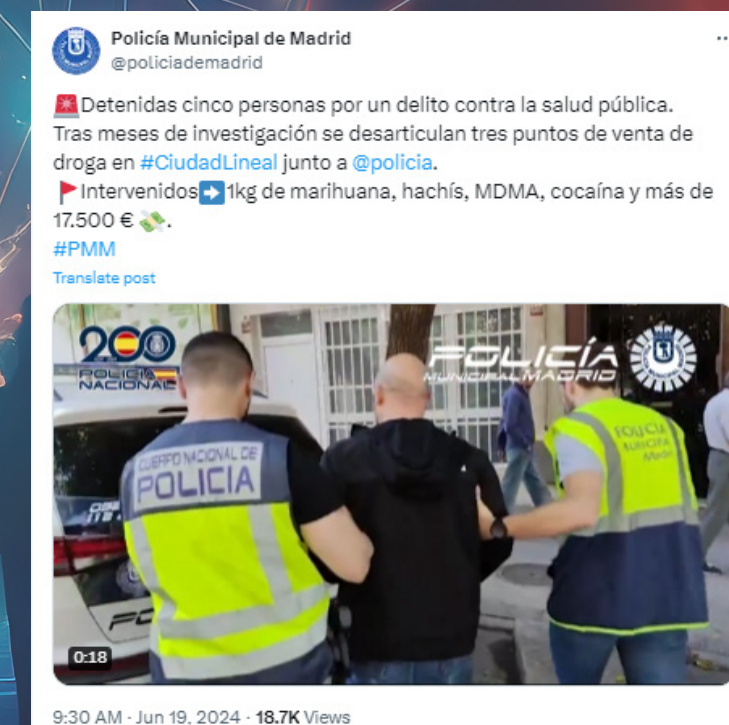 Policía Municipal de Madrid
@policiademadrid
🚨Detenidas cinco personas por un delito contra la salud pública.
Tras meses de investigación se desarticulan tres puntos de venta de
droga en #CiudadLineal junto a @policia.
🚩Intervenidos➡️1kg de marihuana, hachís, MDMA, cocaína y más de
17.500 € 💸.
#PMM
Translate post
200
POLICIA
NACIONAL
POLICÍA
MUNICIPAL MADRID
CUERPO NACIONAL DE
POLICIA
POLICIA
MUNICIPAL
Madrid
0:18
9:30 AM · Jun 19, 2024 · 18.7K Views